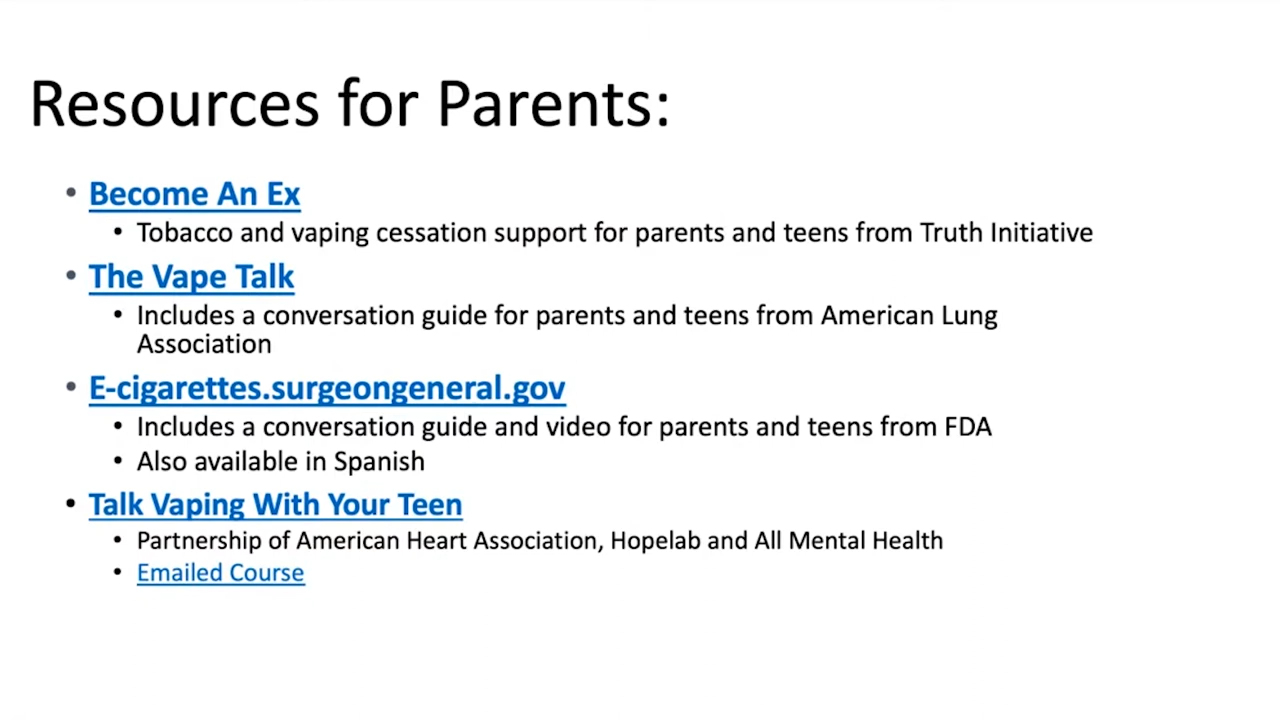 Resources for Parents:
• Become An Ex
• Tobacco and vaping cessation support for parents and teens from Truth Initiative
• The Vape Talk
• Includes a conversation guide for parents and teens from American Lung
Association
• E-cigarettes.surgeongeneral.gov
• Includes a conversation guide and video for parents and teens from FDA
• Also available in Spanish
• Talk Vaping With Your Teen
• Partnership of American Heart Association, Hopelab and All Mental Health
• Emailed Course